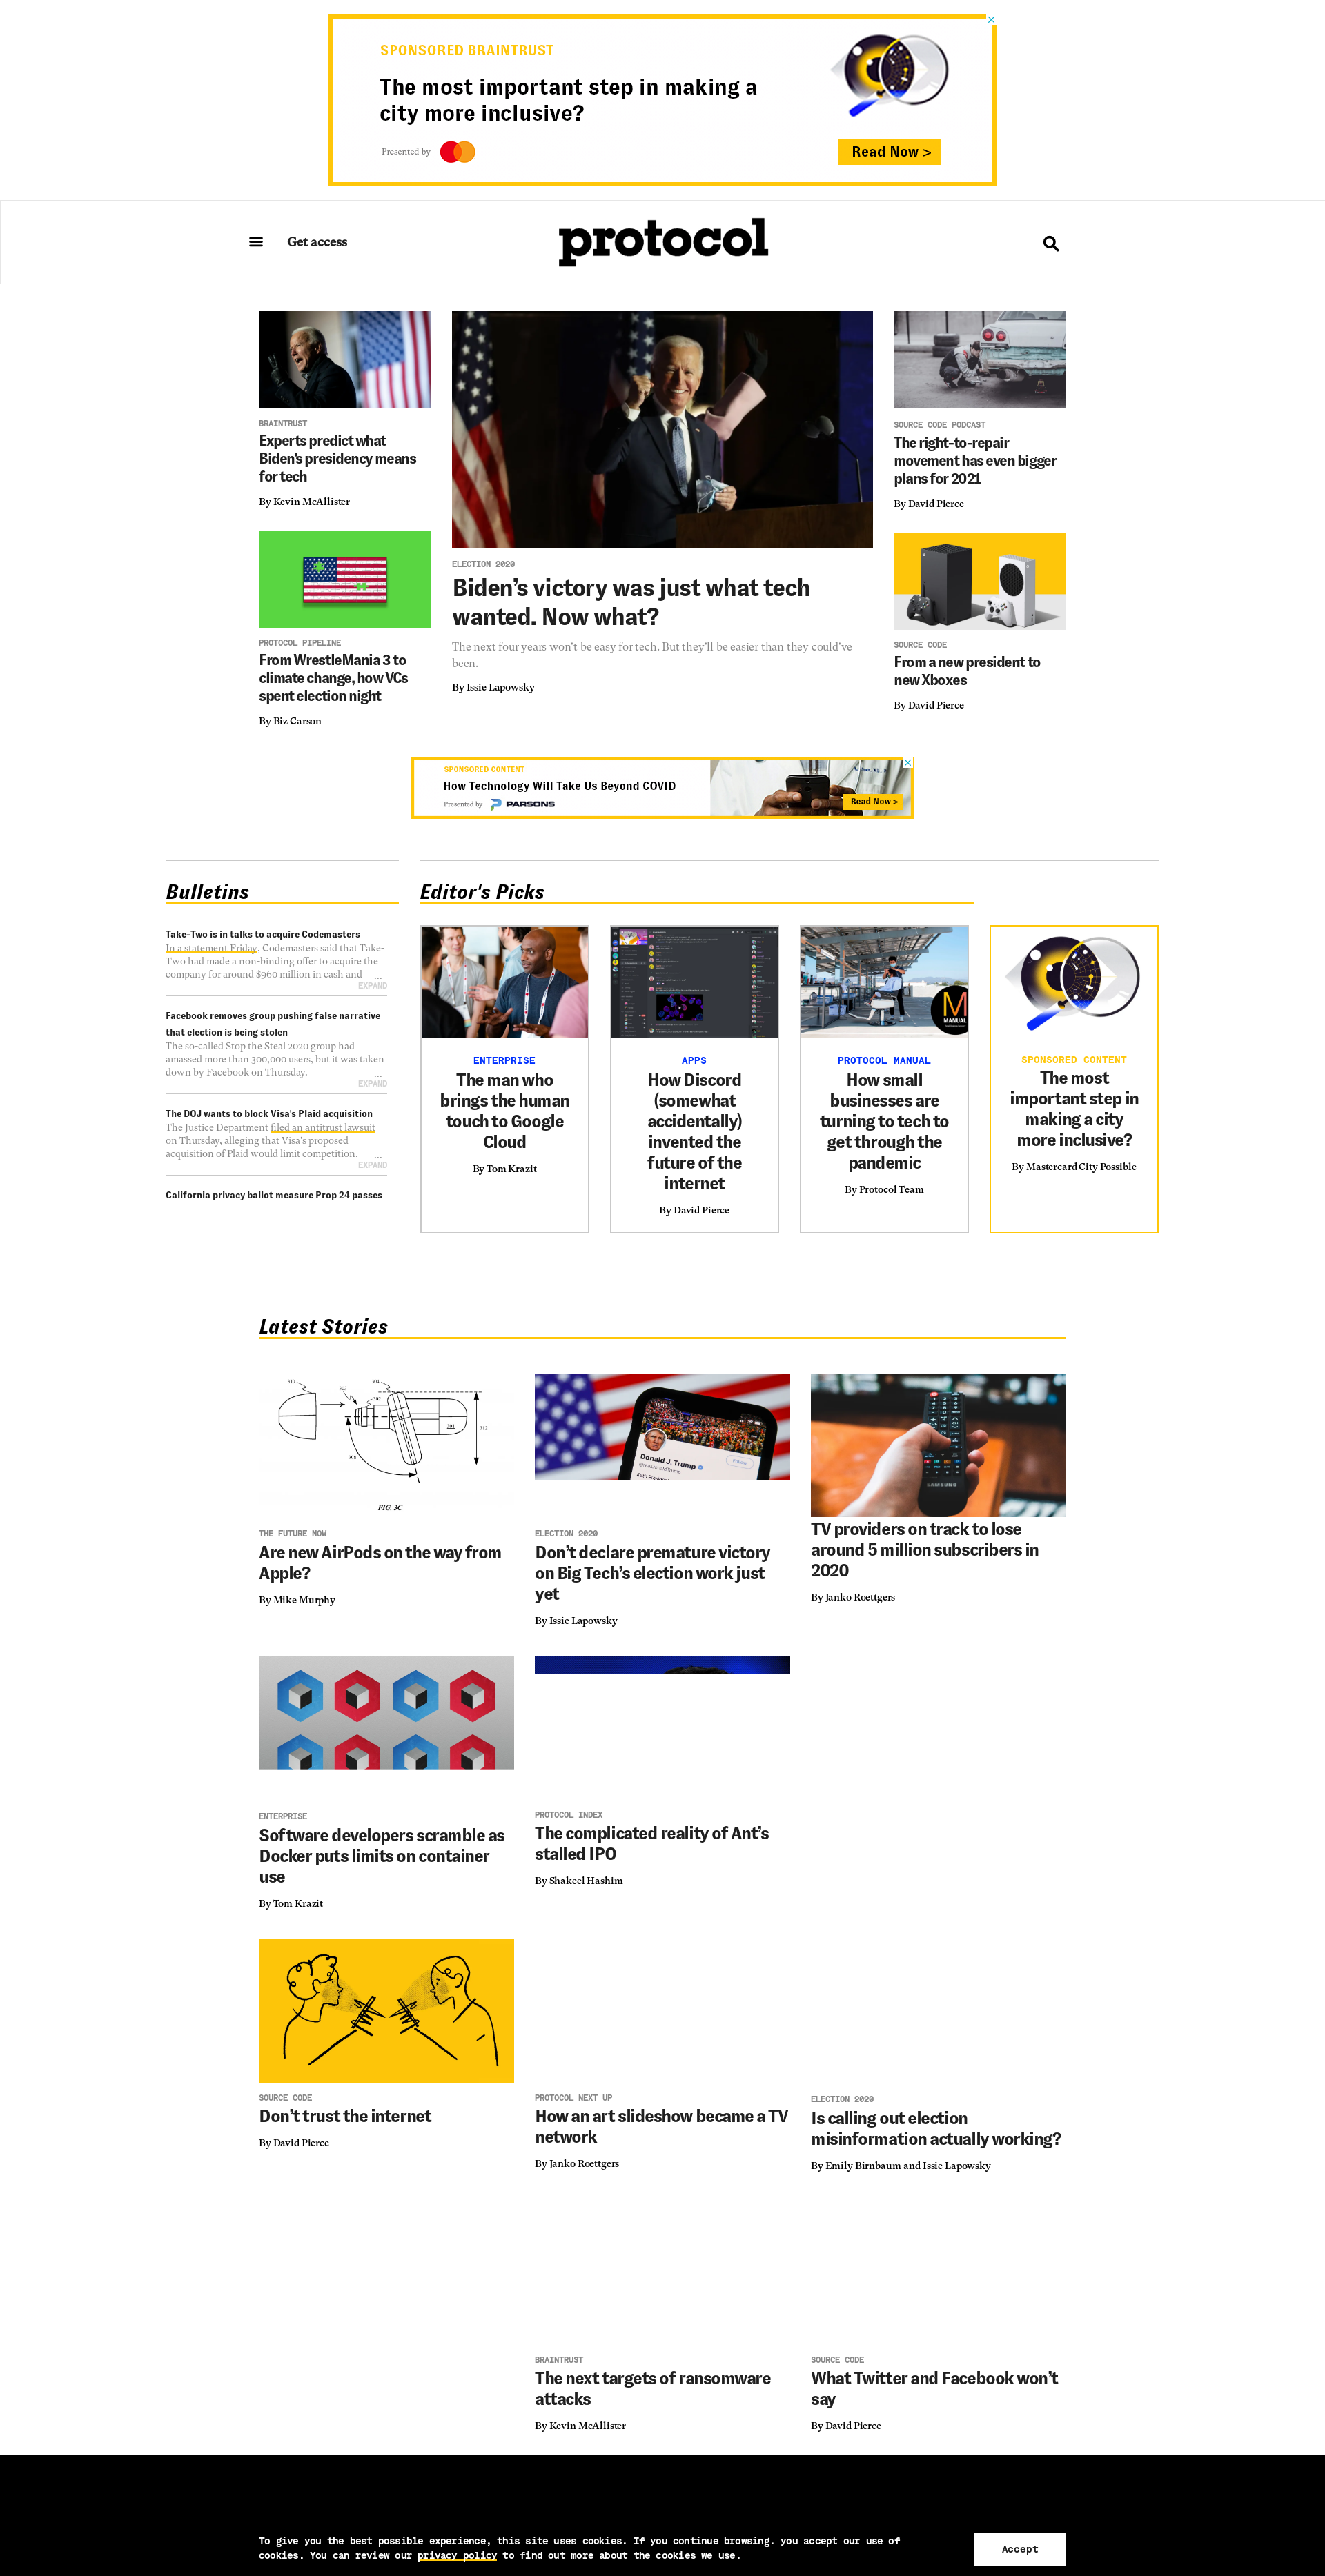 SPONSORED BRAINTRUST
The most important step in making a
city more inclusive?
Presented by
Read Now >
Get access
protocol
BRAINTRUST
Experts predict what
Biden's presidency means
for tech
By Kevin McAllister
PROTOCOL PIPELINE
From WrestleMania 3 to
climate change, how VCs
spent election night
By Biz Carson
ELECTION 2020
Biden’s victory was just what tech
wanted. Now what?
The next four years won’t be easy for tech. But they’ll be easier than they could’ve
been.
By Issie Lapowsky
SOURCE CODE PODCAST
The right-to-repair
movement has even bigger
plans for 2021
By David Pierce
SOURCE CODE
From a new president to
new Xboxes
By David Pierce
SPONSORED CONTENT
How Technology Will Take Us Beyond COVID
Presented by
PARSONS
Read Now >
Bulletins
Take-Two is in talks to acquire Codemasters
In a statement Friday, Codemasters said that Take-
Two had made a non-binding offer to acquire the
company for around $960 million in cash and ...
EXPAND
Facebook removes group pushing false narrative
that election is being stolen
The so-called Stop the Steal 2020 group had
amassed more than 300,000 users, but it was taken
down by Facebook on Thursday. ...
EXPAND
The DOJ wants to block Visa's Plaid acquisition
The Justice Department filed an antitrust lawsuit
on Thursday, alleging that Visa's proposed
acquisition of Plaid would limit competition. ...
EXPAND
California privacy ballot measure Prop 24 passes
Editor's Picks
ENTERPRISE
The man who
brings the human
touch to Google
Cloud
By Tom Krazit
APPS
How Discord
(somewhat
accidentally)
invented the
future of the
internet
By David Pierce
M
MANUAL
PROTOCOL MANUAL
How small
businesses are
turning to tech to
get through the
pandemic
By Protocol Team
SPONSORED CONTENT
The most
important step in
making a city
more inclusive?
By Mastercard City Possible
Latest Stories
310
303
304
302
301
312
308
FIG. 3C
THE FUTURE NOW
Are new AirPods on the way from
Apple?
By Mike Murphy
Donald J. Trump
@realDonaldTrump
Follow
ELECTION 2020
Don’t declare premature victory
on Big Tech’s election work just
yet
By Issie Lapowsky
SAMSUNG
TV providers on track to lose
around 5 million subscribers in
2020
By Janko Roettgers
ENTERPRISE
Software developers scramble as
Docker puts limits on container
use
By Tom Krazit
PROTOCOL INDEX
The complicated reality of Ant’s
stalled IPO
By Shakeel Hashim
SOURCE CODE
Don’t trust the internet
By David Pierce
PROTOCOL NEXT UP
How an art slideshow became a TV
network
By Janko Roettgers
ELECTION 2020
Is calling out election
misinformation actually working?
By Emily Birnbaum and Issie Lapowsky
BRAINTRUST
The next targets of ransomware
attacks
By Kevin McAllister
SOURCE CODE
What Twitter and Facebook won’t
say
By David Pierce
To give you the best possible experience, this site uses cookies. If you continue browsing. you accept our use of
cookies. You can review our privacy policy to find out more about the cookies we use.
Accept